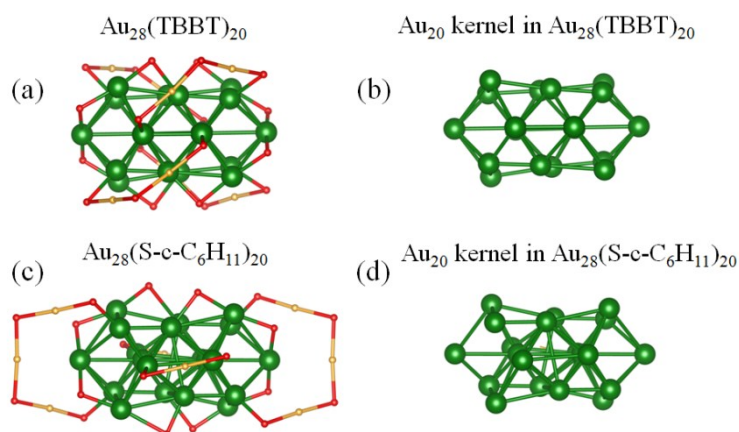 Au₂₈(TBBT)₂₀
Au₂₀ kernel in Au₂₈(TBBT)₂₀
(a)
(b)
Au₂₈(S-c-C₆H₁₁)₂₀
Au₂₀ kernel in Au₂₈(S-c-C₆H₁₁)₂₀
(c)
(d)